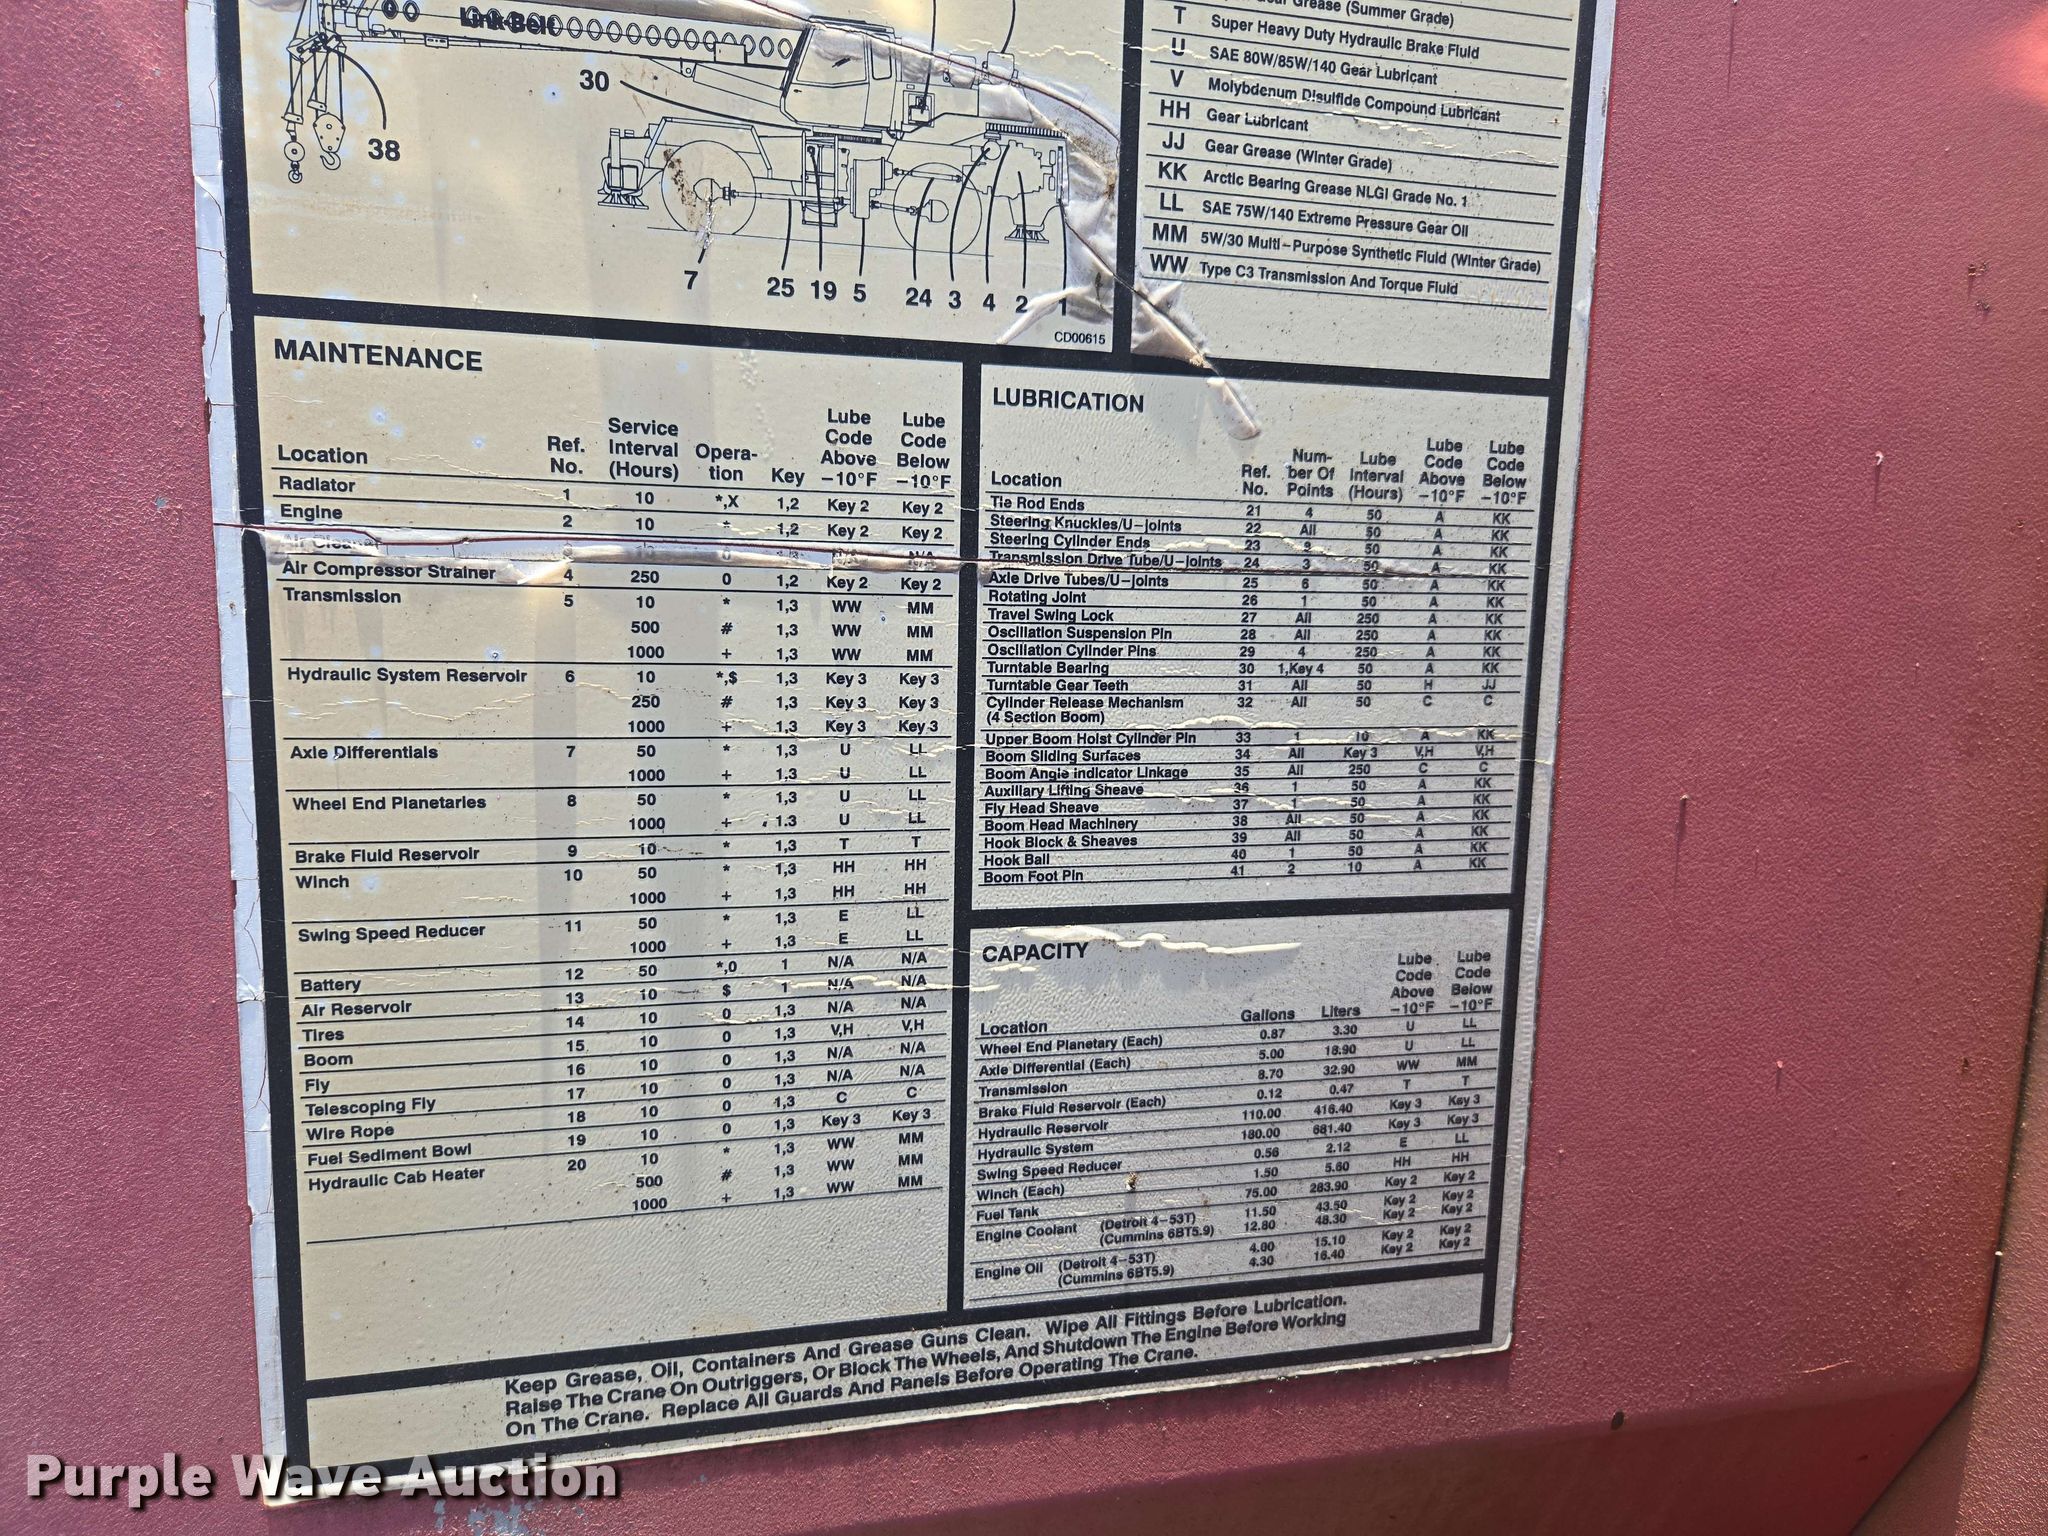 Link-Belt
30
38
7
25 19 5 24 3 4 2 1
CD00615
Gear Grease (Summer Grade)
T Super Heavy Duty Hydraulic Brake Fluid
U SAE 80W/85W/140 Gear Lubricant
V Molybdenum Disulfide Compound Lubricant
HH Gear Lubricant
JJ Gear Grease (Winter Grade)
KK Arctic Bearing Grease NLGI Grade No. 1
LL SAE 75W/140 Extreme Pressure Gear Oil
MM 5W/30 Multi-Purpose Synthetic Fluid (Winter Grade)
WW Type C3 Transmission And Torque Fluid
MAINTENANCE
Location Ref. No. Service Interval (Hours) Opera- tion Key Lube Code Above -10°F Lube Code Below -10°F
Radiator 1 10 *,X 1,2 Key 2 Key 2
Engine 2 10 * 1,2 Key 2 Key 2
Air Cleaner 0 N/A N/A
Air Compressor Strainer 4 250 0 1,2 Key 2 Key 2
Transmission 5 10 * 1,3 WW MM
500 # 1,3 WW MM
1000 + 1,3 WW MM
Hydraulic System Reservoir 6 10 *,$ 1,3 Key 3 Key 3
250 # 1,3 Key 3 Key 3
1000 + 1,3 Key 3 Key 3
Axle Differentials 7 50 * 1,3 U LL
1000 + 1,3 U LL
Wheel End Planetaries 8 50 * 1,3 U LL
1000 + 1.3 U LL
Brake Fluid Reservoir 9 10 * 1,3 T T
Winch 10 50 * 1,3 HH HH
1000 + 1,3 HH HH
Swing Speed Reducer 11 50 * 1,3 E LL
1000 + 1,3 E LL
Battery 12 50 *,0 1 N/A N/A
Air Reservoir 13 10 $ 1 N/A N/A
Tires 14 10 0 1,3 N/A N/A
Boom 15 10 0 1,3 V,H V,H
Fly 16 10 0 1,3 N/A N/A
Telescoping Fly 17 10 0 1,3 N/A N/A
Wire Rope 18 10 0 1,3 C C
Fuel Sediment Bowl 19 10 0 1,3 Key 3 Key 3
Hydraulic Cab Heater 20 10 * 1,3 WW MM
500 # 1,3 WW MM
1000 + 1,3 WW MM
LUBRICATION
Location Ref. No. Num- ber Of Points Lube Interval (Hours) Lube Code Above -10°F Lube Code Below -10°F
Tie Rod Ends 21 4 50 A KK
Steering Knuckles/U-joints 22 All 50 A KK
Steering Cylinder Ends 23 50 A KK
Transmission Drive Tube/U-joints 24 3 50 A KK
Axle Drive Tubes/U-joints 25 6 50 A KK
Rotating Joint 26 1 50 A KK
Travel Swing Lock 27 All 250 A KK
Oscillation Suspension Pin 28 All 250 A KK
Oscillation Cylinder Pins 29 4 250 A KK
Turntable Bearing 30 1,Key 4 50 A KK
Turntable Gear Teeth 31 All 50 H JJ
Cylinder Release Mechanism 32 All 50 C C
(4 Section Boom)
Upper Boom Hoist Cylinder Pin 33 1 10 A KK
Boom Sliding Surfaces 34 All Key 3 V,H V,H
Boom Angle Indicator Linkage 35 All 250 C C
Auxiliary Lifting Sheave 36 1 50 A KK
Fly Head Sheave 37 1 50 A KK
Boom Head Machinery 38 All 50 A KK
Hook Block & Sheaves 39 All 50 A KK
Hook Ball 40 1 50 A KK
Boom Foot Pin 41 2 10 A KK
CAPACITY
Location Gallons Liters Lube Code Above -10°F Lube Code Below -10°F
Wheel End Planetary (Each) 0.87 3.30 U LL
Axle Differential (Each) 5.00 18.90 U LL
Transmission 8.70 32.90 WW MM
Brake Fluid Reservoir (Each) 0.12 0.47 T T
Hydraulic Reservoir 110.00 416.40 Key 3 Key 3
Hydraulic System 180.00 681.40 Key 3 Key 3
Swing Speed Reducer 0.56 2.12 E LL
Winch (Each) 1.50 5.60 HH HH
Fuel Tank 75.00 283.90 Key 2 Key 2
Engine Coolant (Detroit 4-53T) 11.50 43.50 Key 2 Key 2
(Cummins 6BT5.9) 12.80 48.30 Key 2 Key 2
Engine Oil (Detroit 4-53T) 4.00 15.10 Key 2 Key 2
(Cummins 6BT5.9) 4.30 16.40 Key 2 Key 2
Keep Grease, Oil, Containers And Grease Guns Clean. Wipe All Fittings Before Lubrication.
Raise The Crane On Outriggers, Or Block The Wheels, And Shutdown The Engine Before Working
On The Crane. Replace All Guards And Panels Before Operating The Crane.
Purple Wave Auction